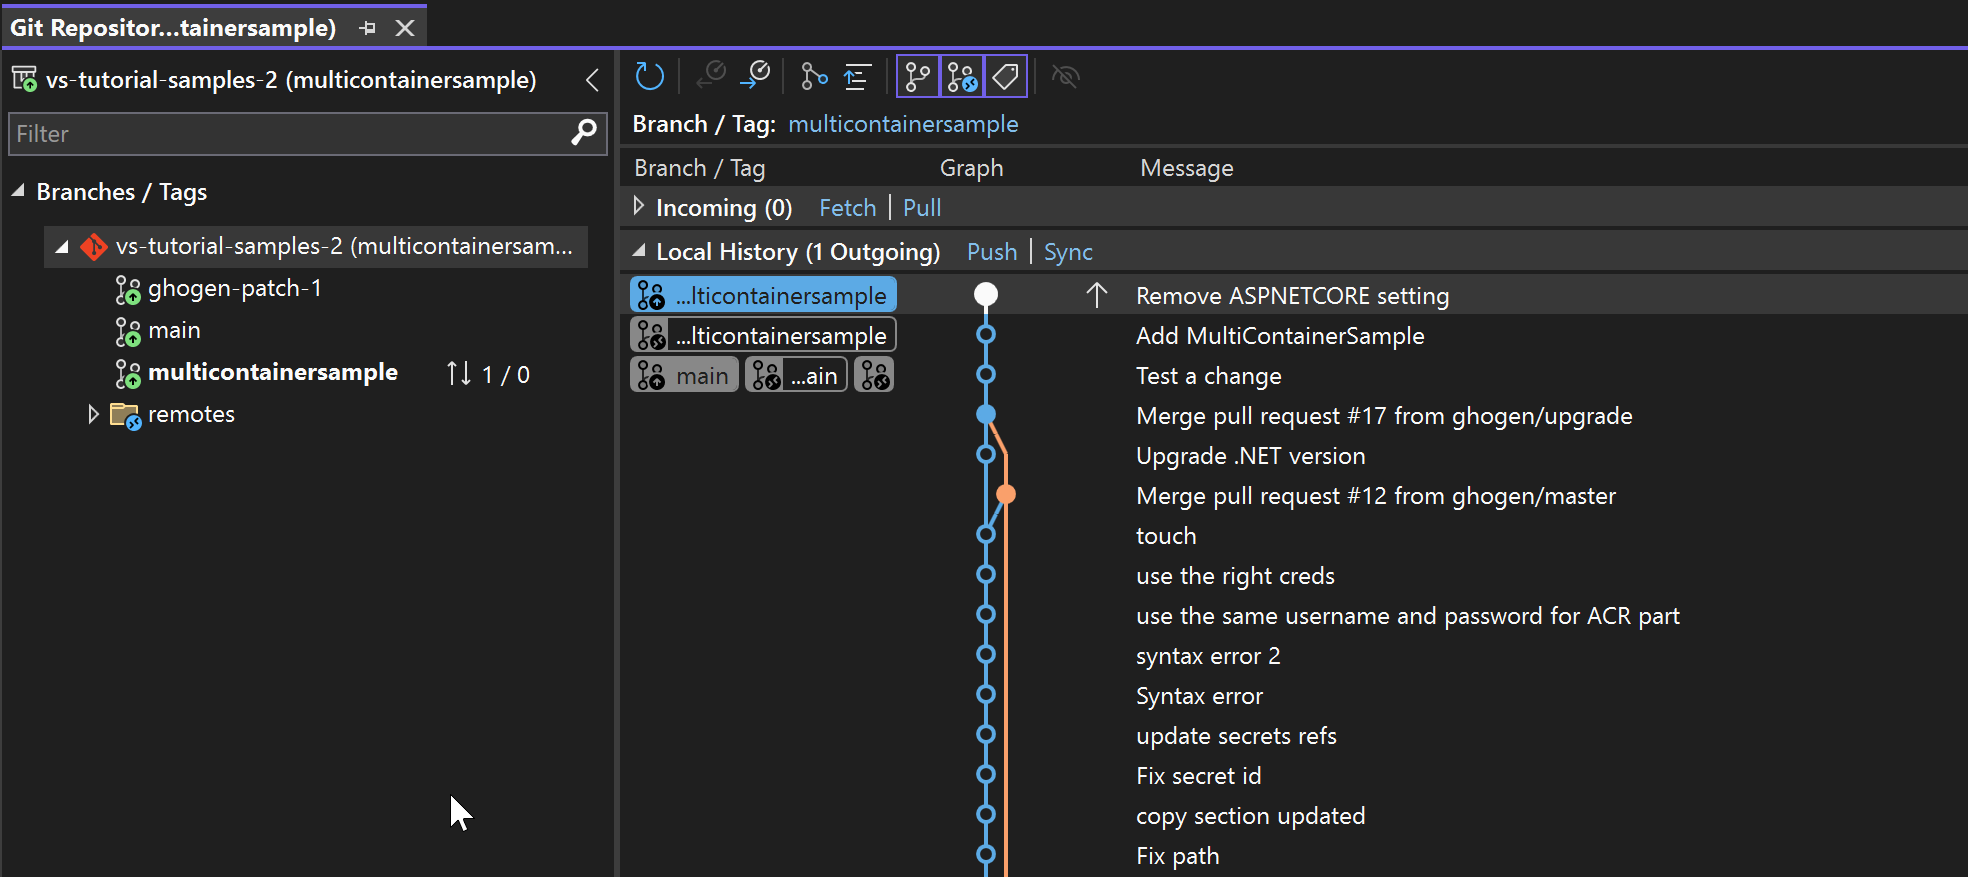 Git Repositor...tainersample)
vs-tutorial-samples-2 (multicontainersample)
Filter
Branches / Tags
vs-tutorial-samples-2 (multicontainersam...
ghogen-patch-1
main
multicontainersample 1 / 0
remotes
Branch / Tag: multicontainersample
Branch / Tag Graph Message
Incoming (0) Fetch | Pull
Local History (1 Outgoing) Push | Sync
...lticontainersample Remove ASPNETCORE setting
...lticontainersample Add MultiContainerSample
main ...ain Test a change
Merge pull request #17 from ghogen/upgrade
Upgrade .NET version
Merge pull request #12 from ghogen/master
touch
use the right creds
use the same username and password for ACR part
syntax error 2
Syntax error
update secrets refs
Fix secret id
copy section updated
Fix path